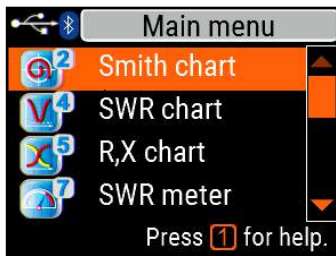 Main menu
2 Smith chart
4 SWR chart
5 R,X chart
7 SWR meter
Press 1 for help.